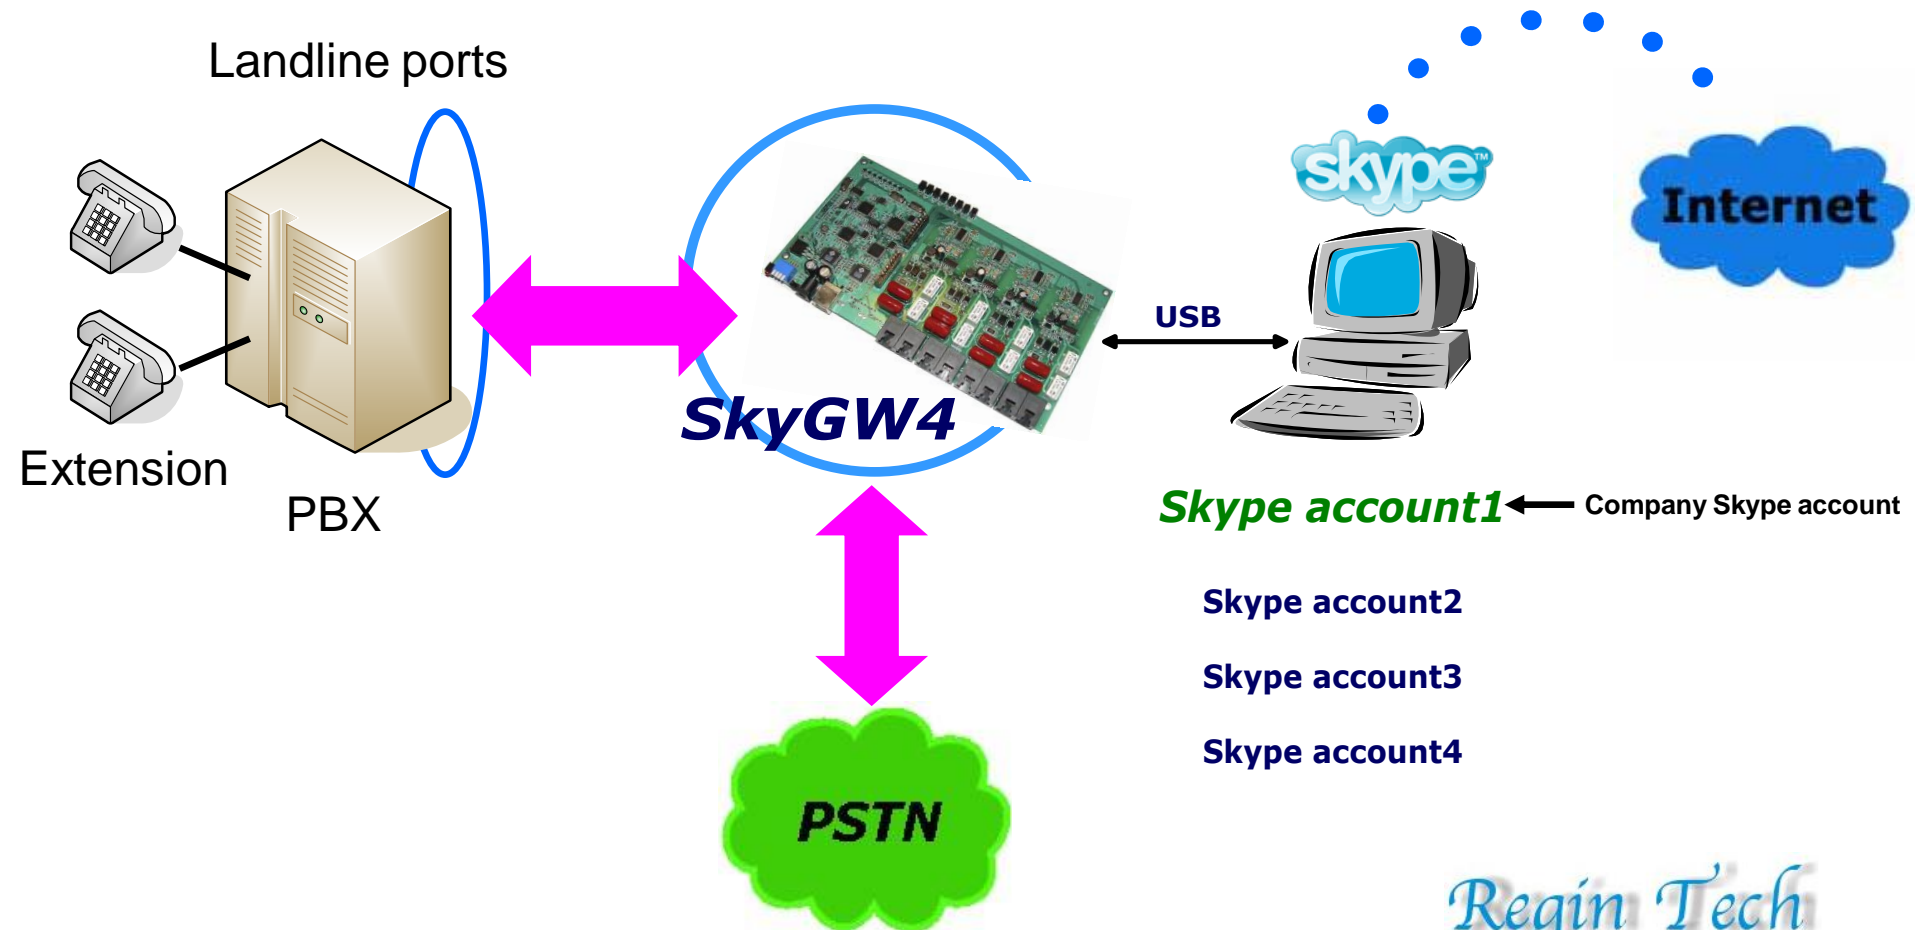 Landline ports
skype™
Internet
USB
SkyGW4
Extension
PBX
Skype account1
Company Skype account
Skype account2
Skype account3
Skype account4
PSTN
Regin Tech